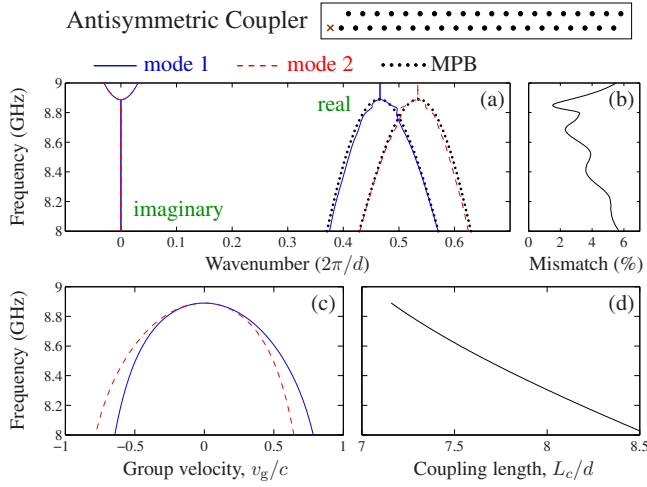 Antisymmetric Coupler
mode 1 mode 2 MPB
9
8.8
8.6
8.4
8.2
8
Frequency (GHz)
(a)
real
imaginary
0 0.1 0.2 0.3 0.4 0.5 0.6
Wavenumber (2π/d)
(b)
0 2 4 6
Mismatch (%)
9
8.8
8.6
8.4
8.2
8
Frequency (GHz)
(c)
−1 −0.5 0 0.5 1
Group velocity, v_g/c
(d)
7 7.5 8 8.5
Coupling length, L_c/d